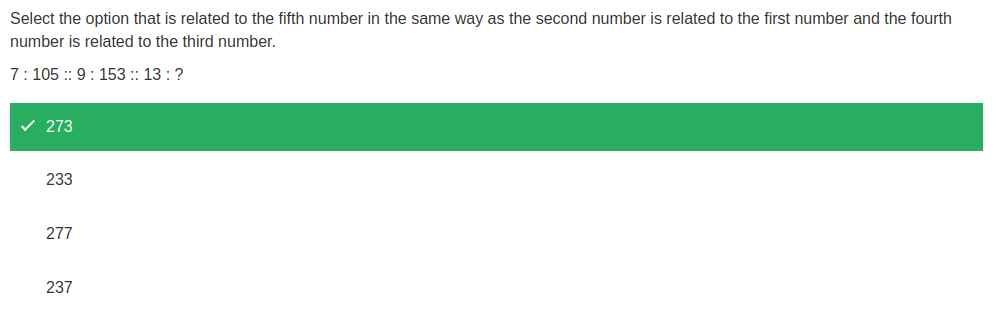 Select the option that is related to the fifth number in the same way as the second number is related to the first number and the fourth
number is related to the third number.
7 : 105 :: 9 : 153 :: 13 : ?
273
233
277
237